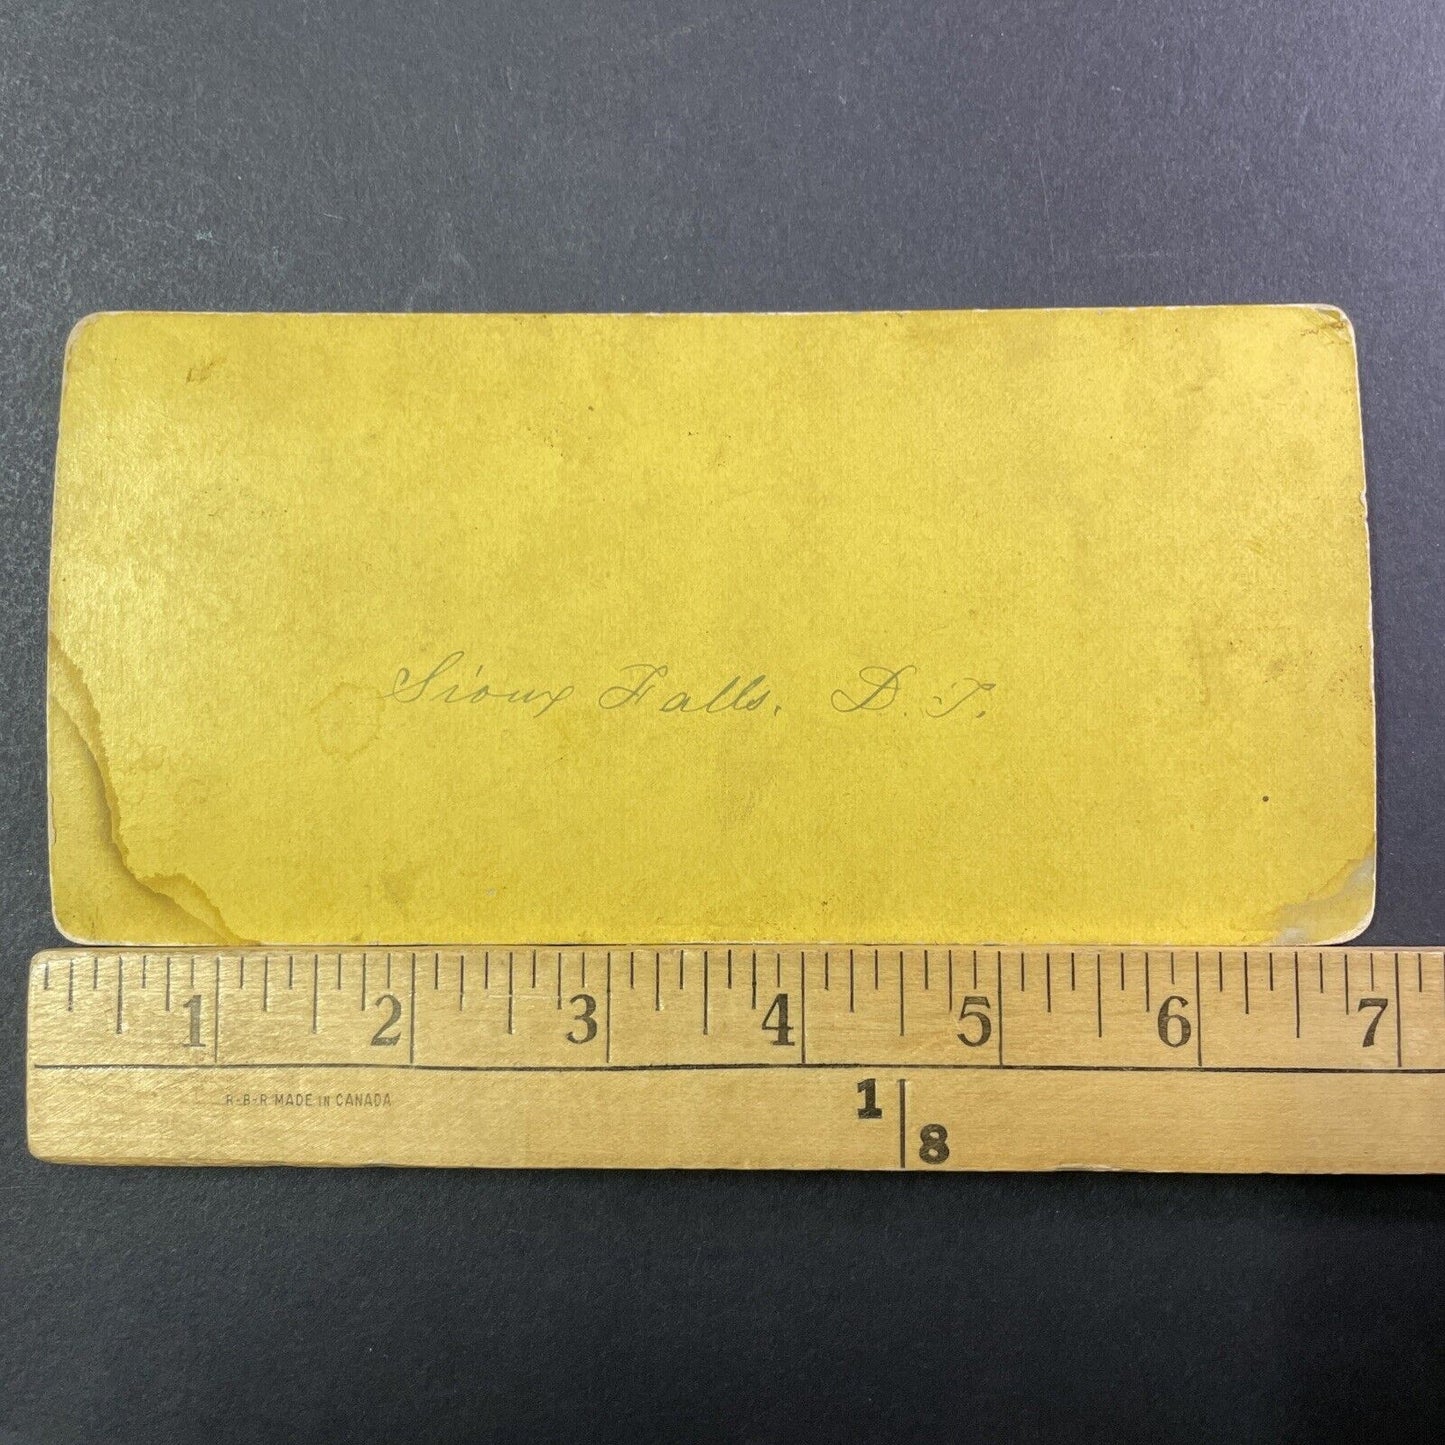 Sioux Falls, D.T.
1 2 3 4 5 6 7
R-B-R MADE IN CANADA
1
8